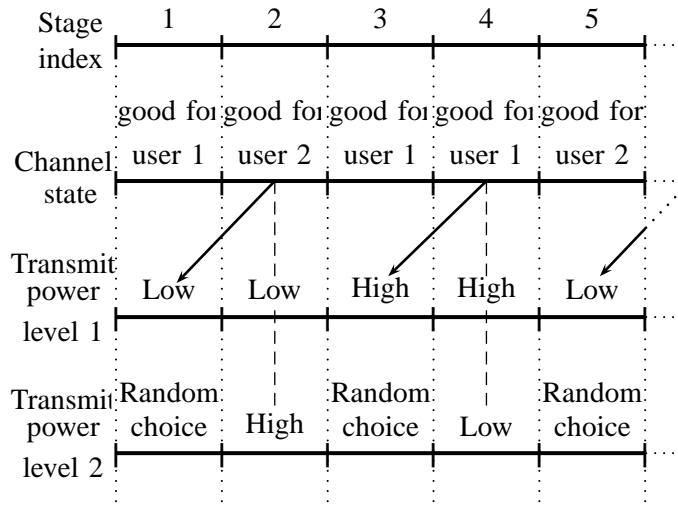 Stage index
1 2 3 4 5
Channel state
good for good for good for good for good for
user 1 user 2 user 1 user 1 user 2
Transmit power level 1
Low Low High High Low
Transmit power level 2
Random choice High Random choice Low Random choice